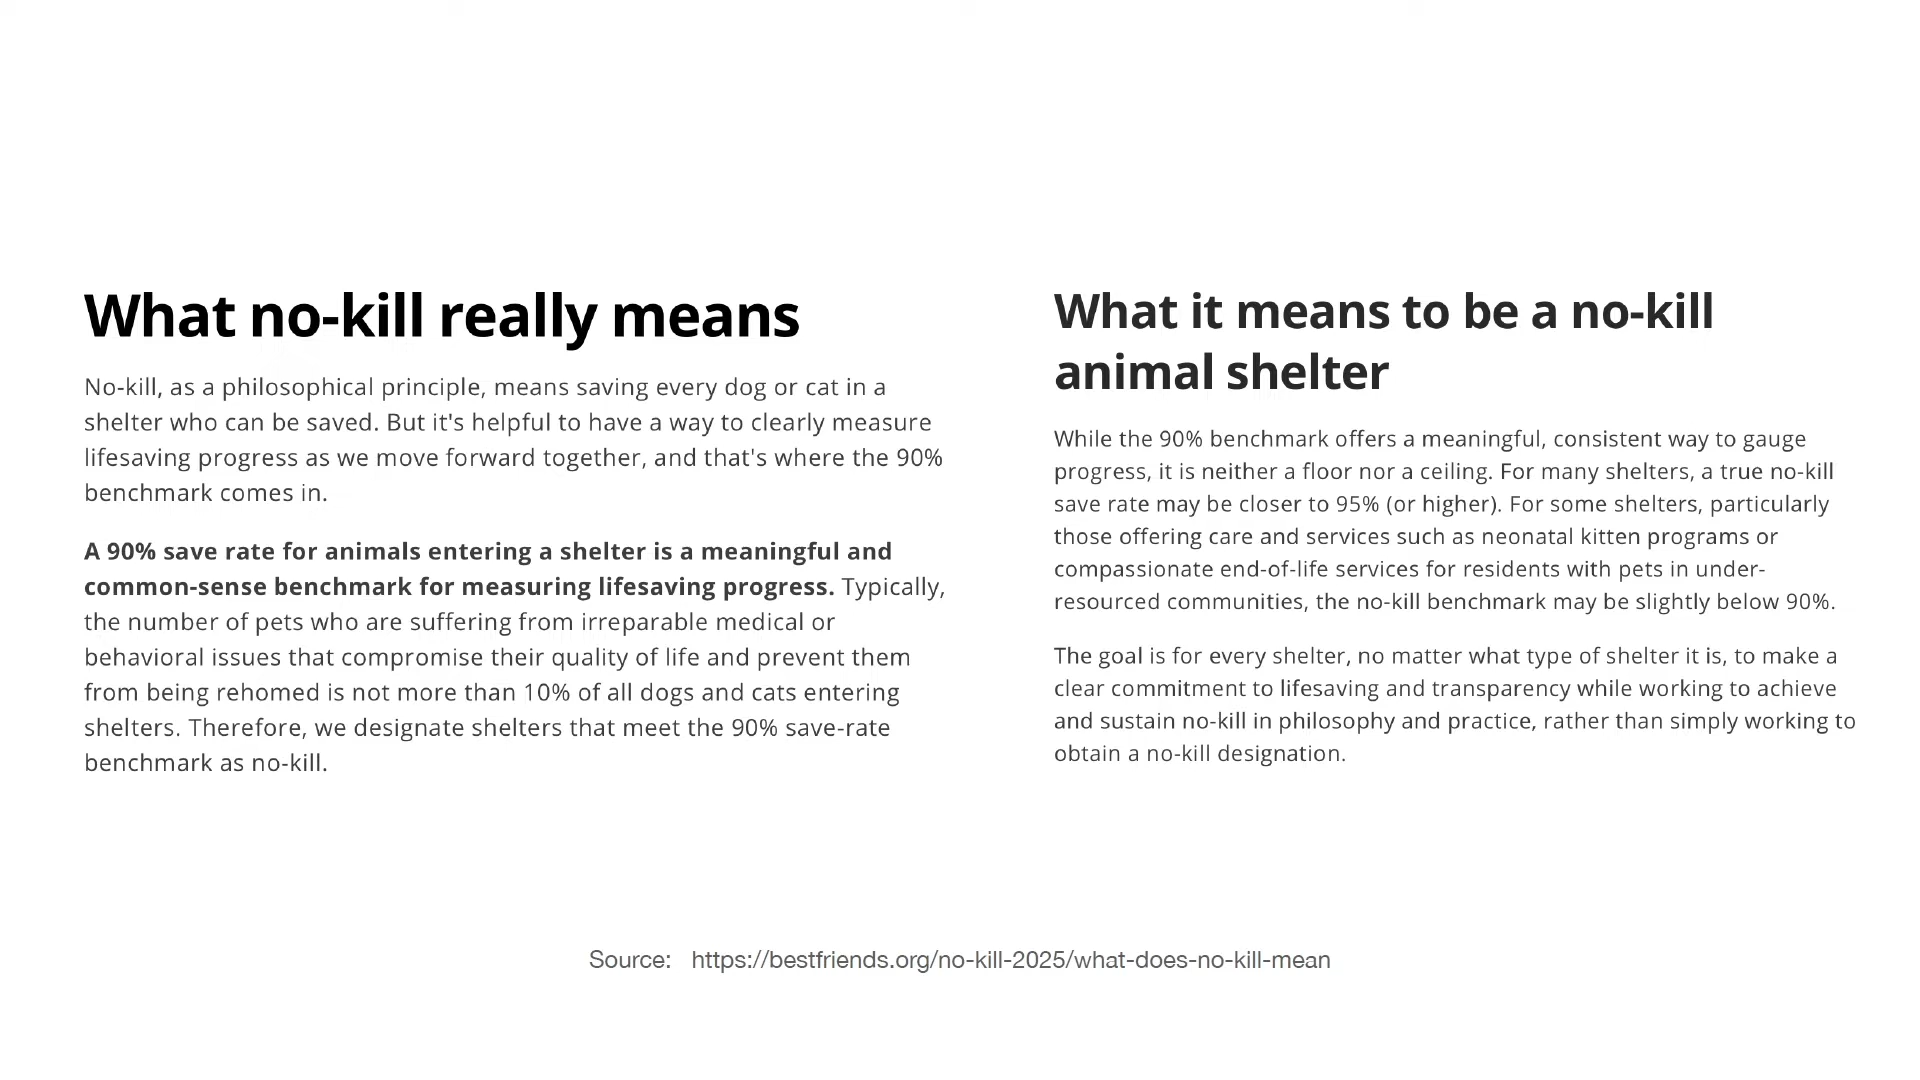 What no-kill really means
No-kill, as a philosophical principle, means saving every dog or cat in a
shelter who can be saved. But it's helpful to have a way to clearly measure
lifesaving progress as we move forward together, and that's where the 90%
benchmark comes in.
A 90% save rate for animals entering a shelter is a meaningful and
common-sense benchmark for measuring lifesaving progress. Typically,
the number of pets who are suffering from irreparable medical or
behavioral issues that compromise their quality of life and prevent them
from being rehomed is not more than 10% of all dogs and cats entering
shelters. Therefore, we designate shelters that meet the 90% save-rate
benchmark as no-kill.
What it means to be a no-kill
animal shelter
While the 90% benchmark offers a meaningful, consistent way to gauge
progress, it is neither a floor nor a ceiling. For many shelters, a true no-kill
save rate may be closer to 95% (or higher). For some shelters, particularly
those offering care and services such as neonatal kitten programs or
compassionate end-of-life services for residents with pets in under-
resourced communities, the no-kill benchmark may be slightly below 90%.
The goal is for every shelter, no matter what type of shelter it is, to make a
clear commitment to lifesaving and transparency while working to achieve
and sustain no-kill in philosophy and practice, rather than simply working to
obtain a no-kill designation.
Source: https://bestfriends.org/no-kill-2025/what-does-no-kill-mean